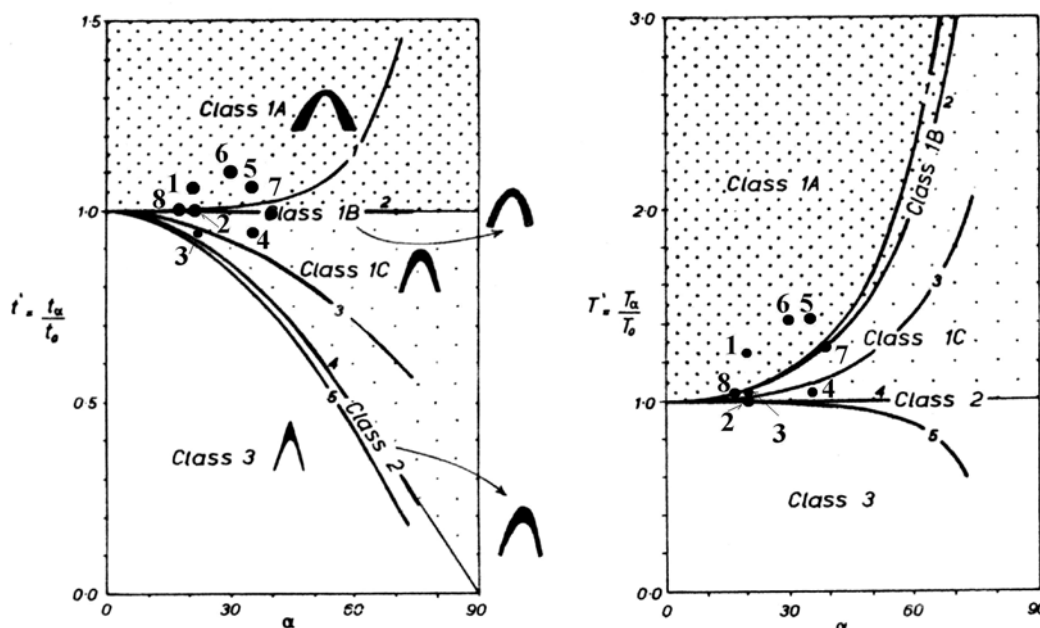 1·5
Class 1A
6 5
1 7
8
1
1·0
Class 1B
2
2
3 4
Class 1C
3
t' = tα/t₀
0·5
4
5
Class 2
Class 3
0·0
0 30 60 90
α
3·0
1
2
Class 1B
Class 1A
2·0
T' = Tα/T₀
3
6 5
1
Class 1C
7
8 4
4
1·0
Class 2
2 3
5
Class 3
0·0
0 30 60 90
α